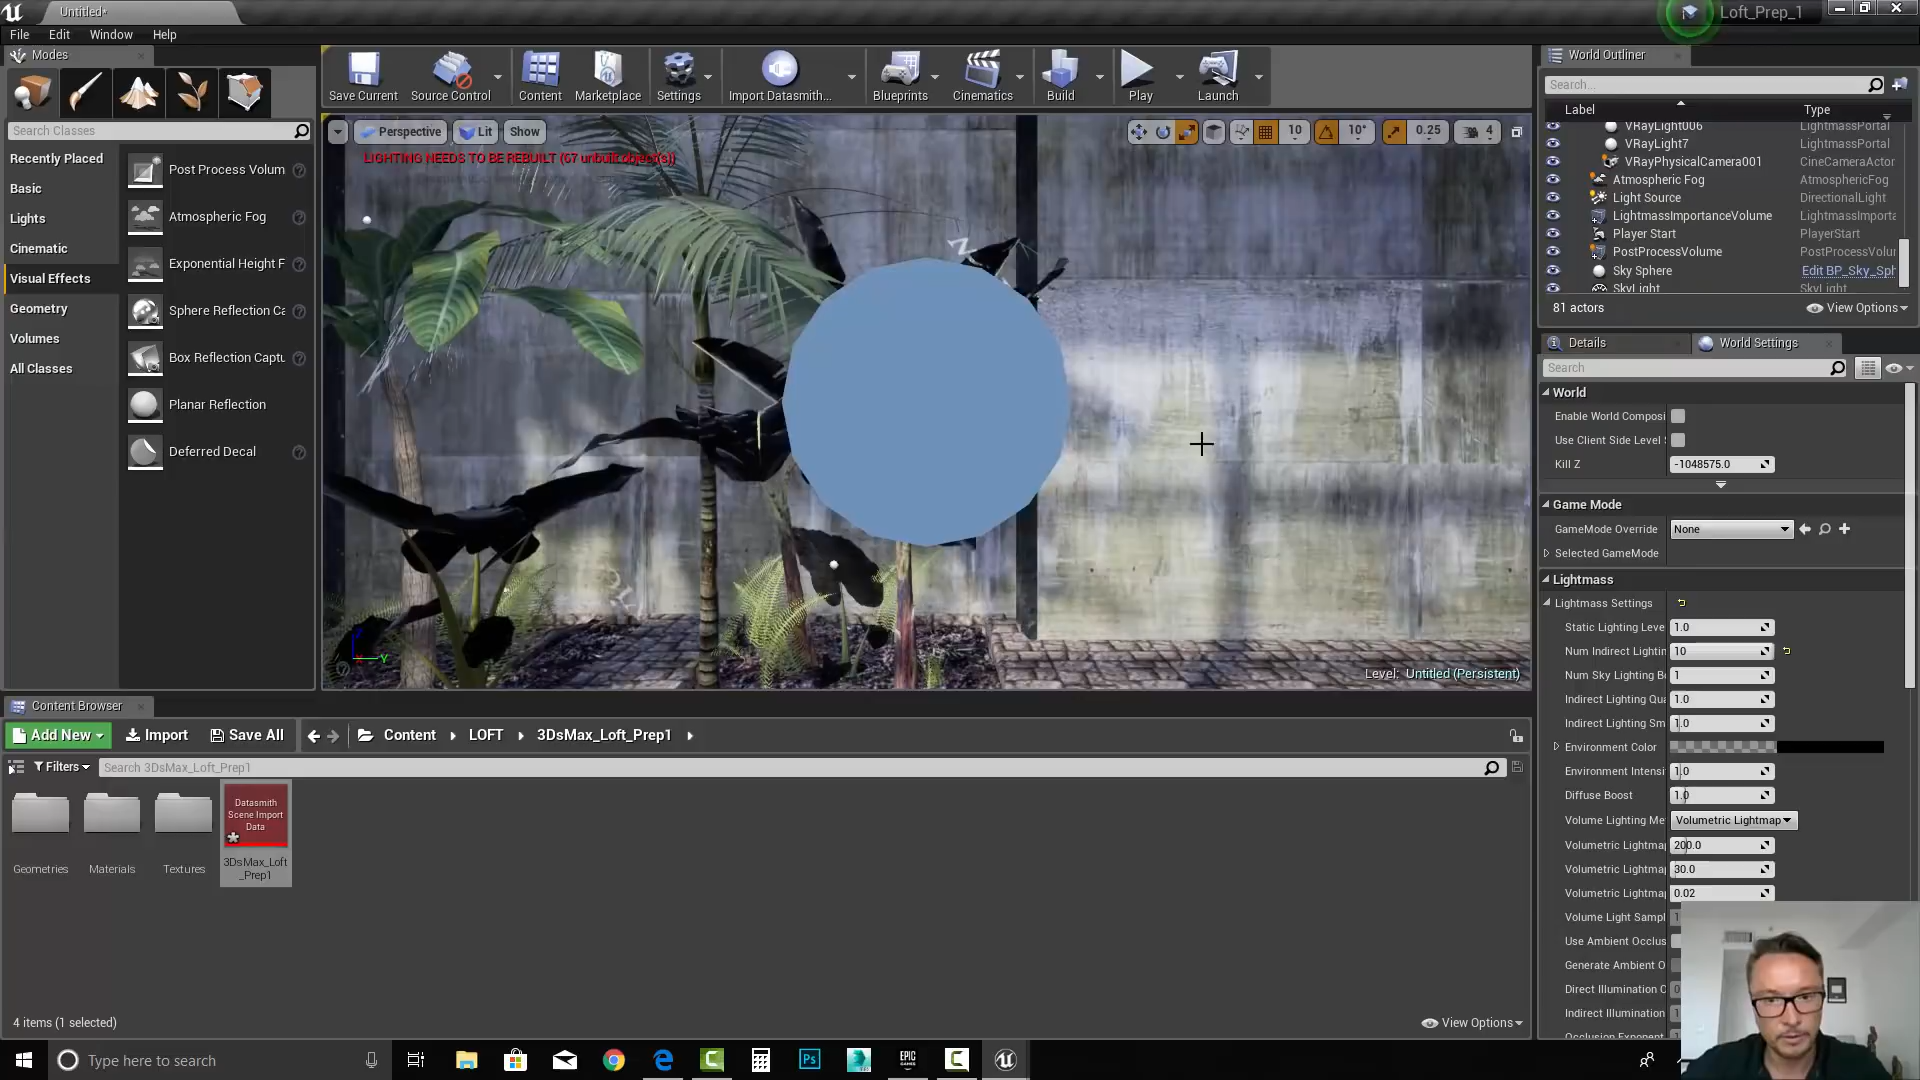 Untitled*
Loft_Prep_1
File Edit Window Help
Modes
Search Classes
Recently Placed
Basic
Lights
Cinematic
Visual Effects
Geometry
Volumes
All Classes
Post Process Volum
Atmospheric Fog
Exponential Height F
Sphere Reflection Ca
Box Reflection Captu
Planar Reflection
Deferred Decal
Save Current
Source Control
Content
Marketplace
Settings
Import Datasmith...
Blueprints
Cinematics
Build
Play
Launch
Perspective Lit Show
10 10° 0.25 4
LIGHTING NEEDS TO BE REBUILT (67 unbuilt object(s))
Level: Untitled (Persistent)
World Outliner
Search...
Label Type
VRayLight006 LightmassPortal
VRayLight7 LightmassPortal
VRayPhysicalCamera001 CineCameraActor
Atmospheric Fog AtmosphericFog
Light Source DirectionalLight
LightmassImportanceVolume LightmassImporta
Player Start PlayerStart
PostProcessVolume PostProcessVolum
Sky Sphere Edit BP_Sky_Sph
SkyLight SkyLight
81 actors View Options
Details World Settings
Search
World
Enable World Composi
Use Client Side Level S
Kill Z -1048575.0
Game Mode
GameMode Override None
Selected GameMode
Lightmass
Lightmass Settings
Static Lighting Leve 1.0
Num Indirect Lightin 10
Num Sky Lighting B 1
Indirect Lighting Qua 1.0
Indirect Lighting Sm 1.0
Environment Color
Environment Intensi 1.0
Diffuse Boost 1.0
Volume Lighting Me Volumetric Lightmap
Volumetric Lightma 200.0
Volumetric Lightma 30.0
Volumetric Lightma 0.02
Volume Light Sampl
Use Ambient Occlus
Generate Ambient O
Direct Illumination O
Indirect Illumination
Occlusion Exponent
Content Browser
Add New Import Save All Content LOFT 3DsMax_Loft_Prep1
Filters Search 3DsMax_Loft_Prep1
Datasmith
Scene Import
Data
Geometries
Materials
Textures
3DsMax_Loft
_Prep1
4 items (1 selected)
View Options
Type here to search
Ps
EPIC
GAMES